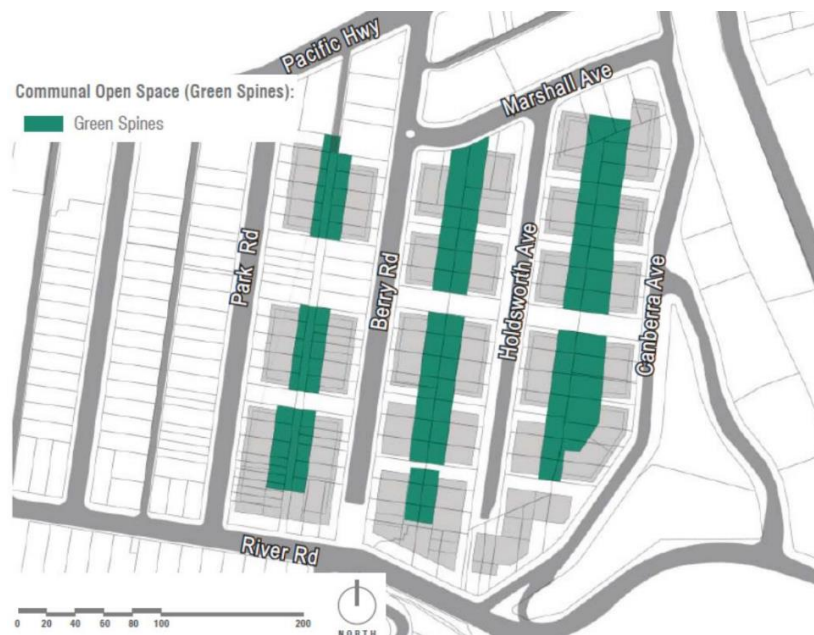 Pacific Hwy
Marshall Ave
Communal Open Space (Green Spines):
Green Spines
Park Rd
Berry Rd
Holdsworth Ave
Canberra Ave
River Rd
0 20 40 60 80 100 200
NORTH